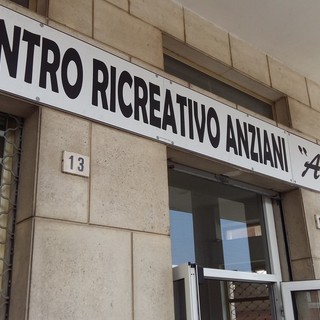 NTRO RICREATIVO ANZIANI "A
13